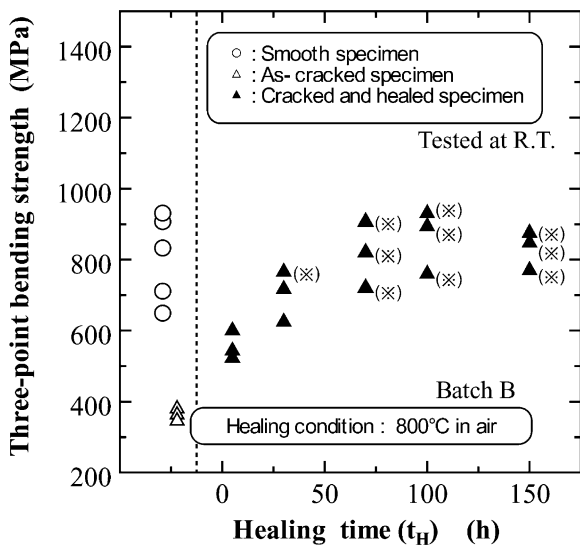 Three-point bending strength (MPa)
1400
1200
1000
800
600
400
200
○ : Smooth specimen
△ : As- cracked specimen
▲ : Cracked and healed specimen
Tested at R.T.
(※)
(※)
(※)
(※)
(※)
(※)
(※)
(※)
(※)
(※)
Batch B
Healing condition : 800°C in air
0 50 100 150
Healing time (tH) (h)